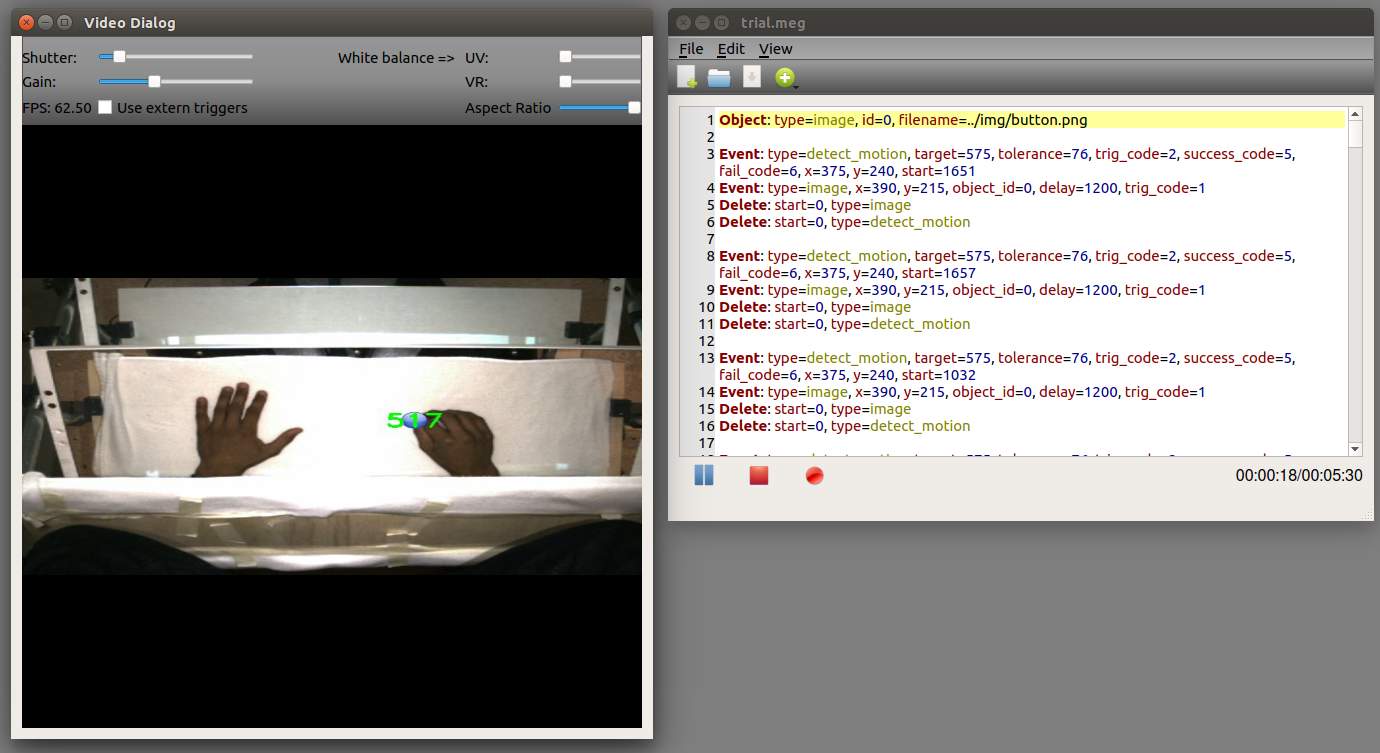 Video Dialog
Shutter:
White balance => UV:
Gain:
VR:
FPS: 62.50 Use extern triggers
Aspect Ratio
517
trial.meg
File Edit View
1 Object: type=image, id=0, filename=../img/button.png
2
3 Event: type=detect_motion, target=575, tolerance=76, trig_code=2, success_code=5,
fail_code=6, x=375, y=240, start=1651
4 Event: type=image, x=390, y=215, object_id=0, delay=1200, trig_code=1
5 Delete: start=0, type=image
6 Delete: start=0, type=detect_motion
7
8 Event: type=detect_motion, target=575, tolerance=76, trig_code=2, success_code=5,
fail_code=6, x=375, y=240, start=1657
9 Event: type=image, x=390, y=215, object_id=0, delay=1200, trig_code=1
10 Delete: start=0, type=image
11 Delete: start=0, type=detect_motion
12
13 Event: type=detect_motion, target=575, tolerance=76, trig_code=2, success_code=5,
fail_code=6, x=375, y=240, start=1032
14 Event: type=image, x=390, y=215, object_id=0, delay=1200, trig_code=1
15 Delete: start=0, type=image
16 Delete: start=0, type=detect_motion
17
00:00:18/00:05:30